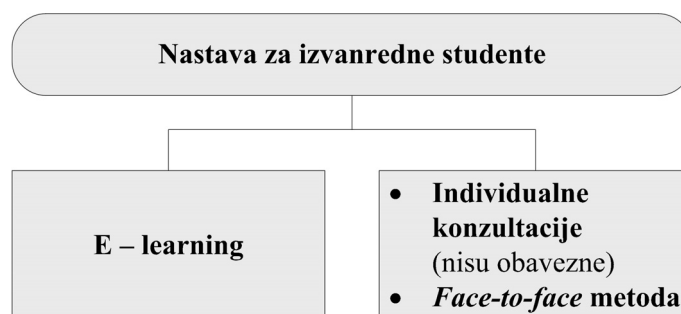 Nastava za izvanredne studente
E – learning
• Individualne
konzultacije
(nisu obavezne)
• Face-to-face metoda